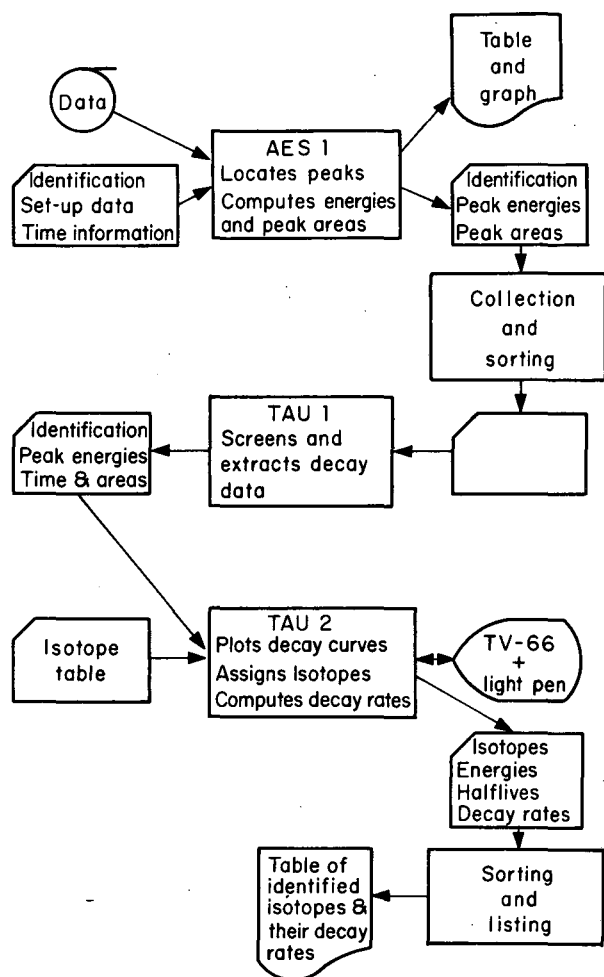 Data
Table
and
graph
AES 1
Locates peaks
Computes energies
and peak areas
Identification
Set-up data
Time information
Identification
Peak energies
Peak areas
Collection
and
sorting
TAU 1
Screens and
extracts decay
data
Identification
Peak energies
Time & areas
Isotope
table
TAU 2
Plots decay curves
Assigns Isotopes
Computes decay rates
TV-66
+
light pen
Isotopes
Energies
Halflives
Decay rates
Sorting
and
listing
Table of
identified
isotopes &
their decay
rates